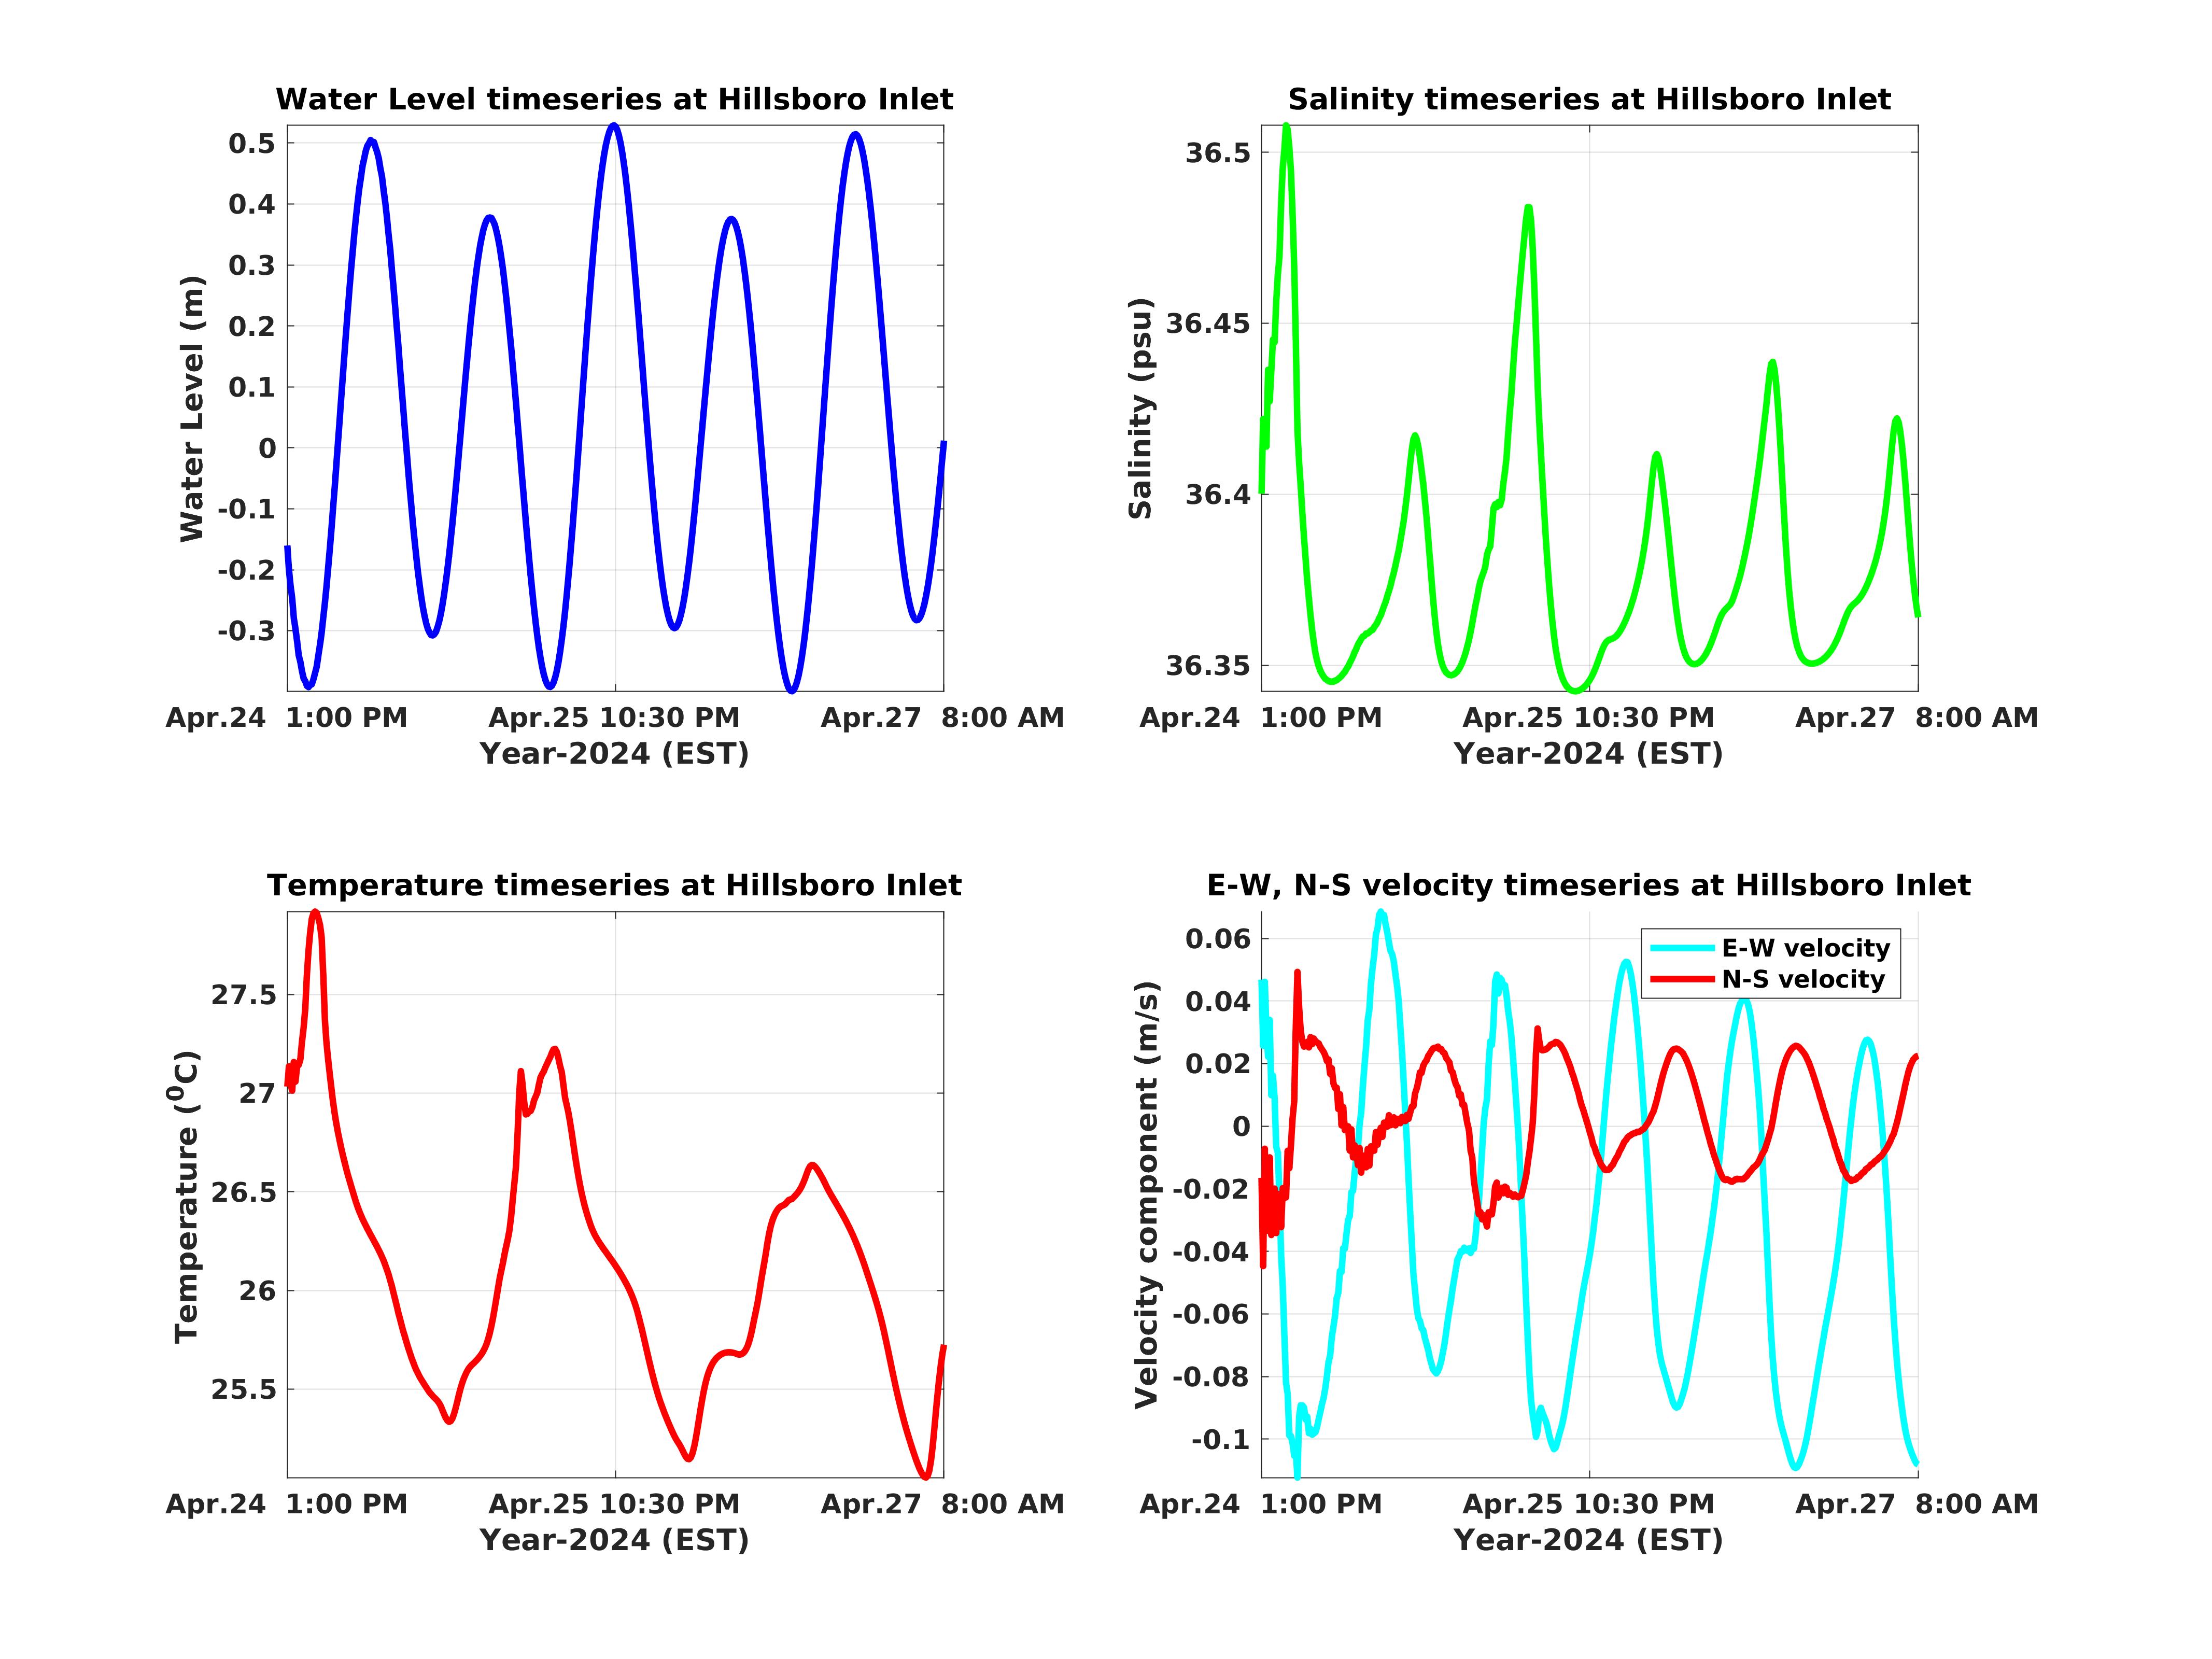 Water Level timeseries at Hillsboro Inlet
Water Level (m)
0.5
0.4
0.3
0.2
0.1
0
-0.1
-0.2
-0.3
Apr.24 1:00 PM Apr.25 10:30 PM Apr.27 8:00 AM
Year-2024 (EST)
Salinity timeseries at Hillsboro Inlet
Salinity (psu)
36.5
36.45
36.4
36.35
Apr.24 1:00 PM Apr.25 10:30 PM Apr.27 8:00 AM
Year-2024 (EST)
Temperature timeseries at Hillsboro Inlet
Temperature (⁰C)
27.5
27
26.5
26
25.5
Apr.24 1:00 PM Apr.25 10:30 PM Apr.27 8:00 AM
Year-2024 (EST)
E-W, N-S velocity timeseries at Hillsboro Inlet
Velocity component (m/s)
E-W velocity
N-S velocity
0.06
0.04
0.02
0
-0.02
-0.04
-0.06
-0.08
-0.1
Apr.24 1:00 PM Apr.25 10:30 PM Apr.27 8:00 AM
Year-2024 (EST)